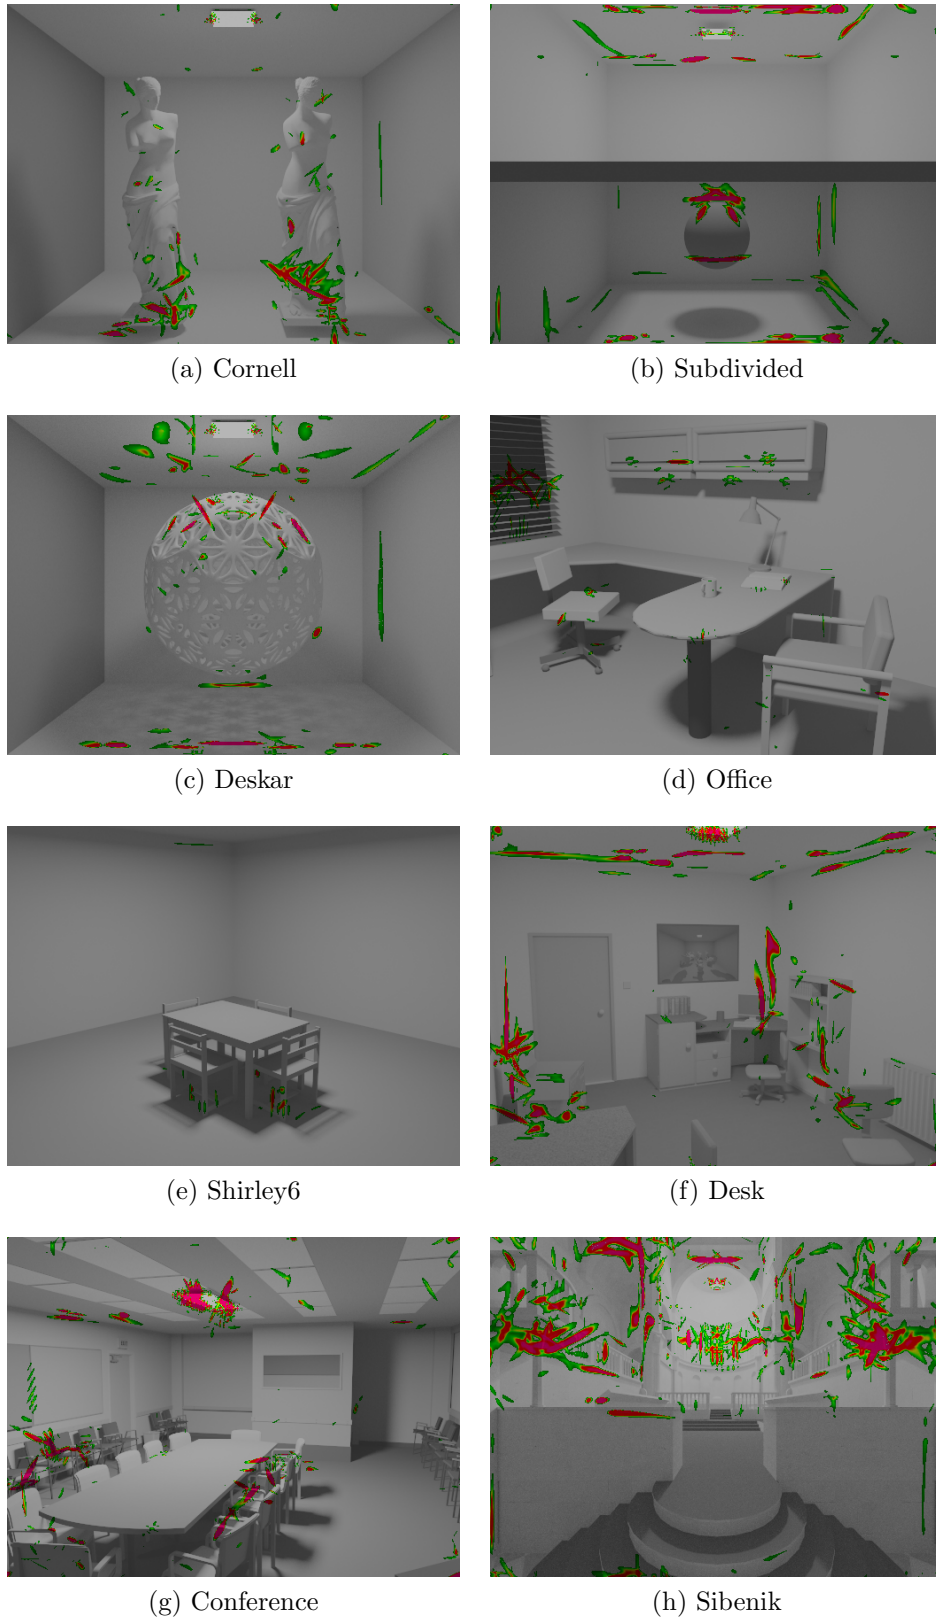 (a) Cornell
(b) Subdivided
(c) Deskar
(d) Office
(e) Shirley6
(f) Desk
(g) Conference
(h) Sibenik